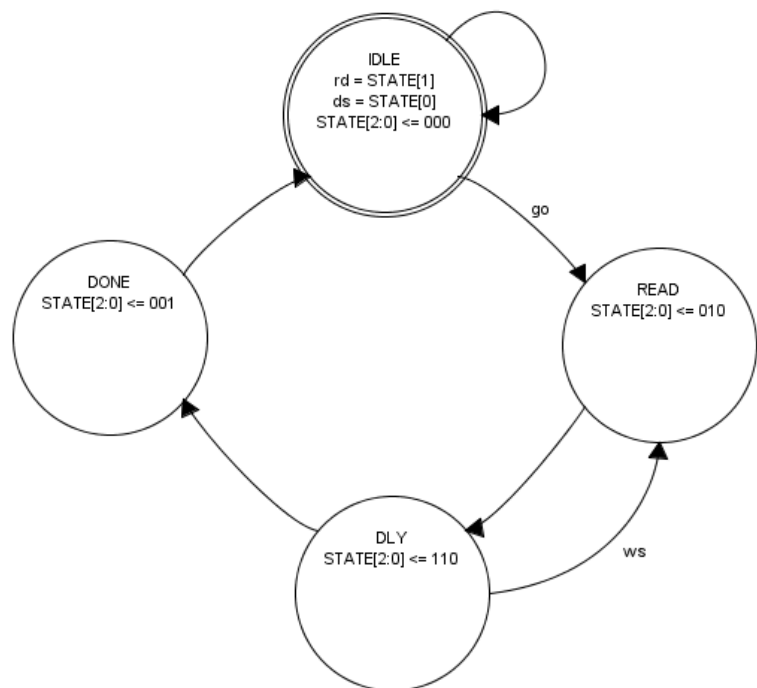 IDLE
rd = STATE[1]
ds = STATE[0]
STATE[2:0] <= 000
go
DONE
STATE[2:0] <= 001
READ
STATE[2:0] <= 010
DLY
STATE[2:0] <= 110
ws